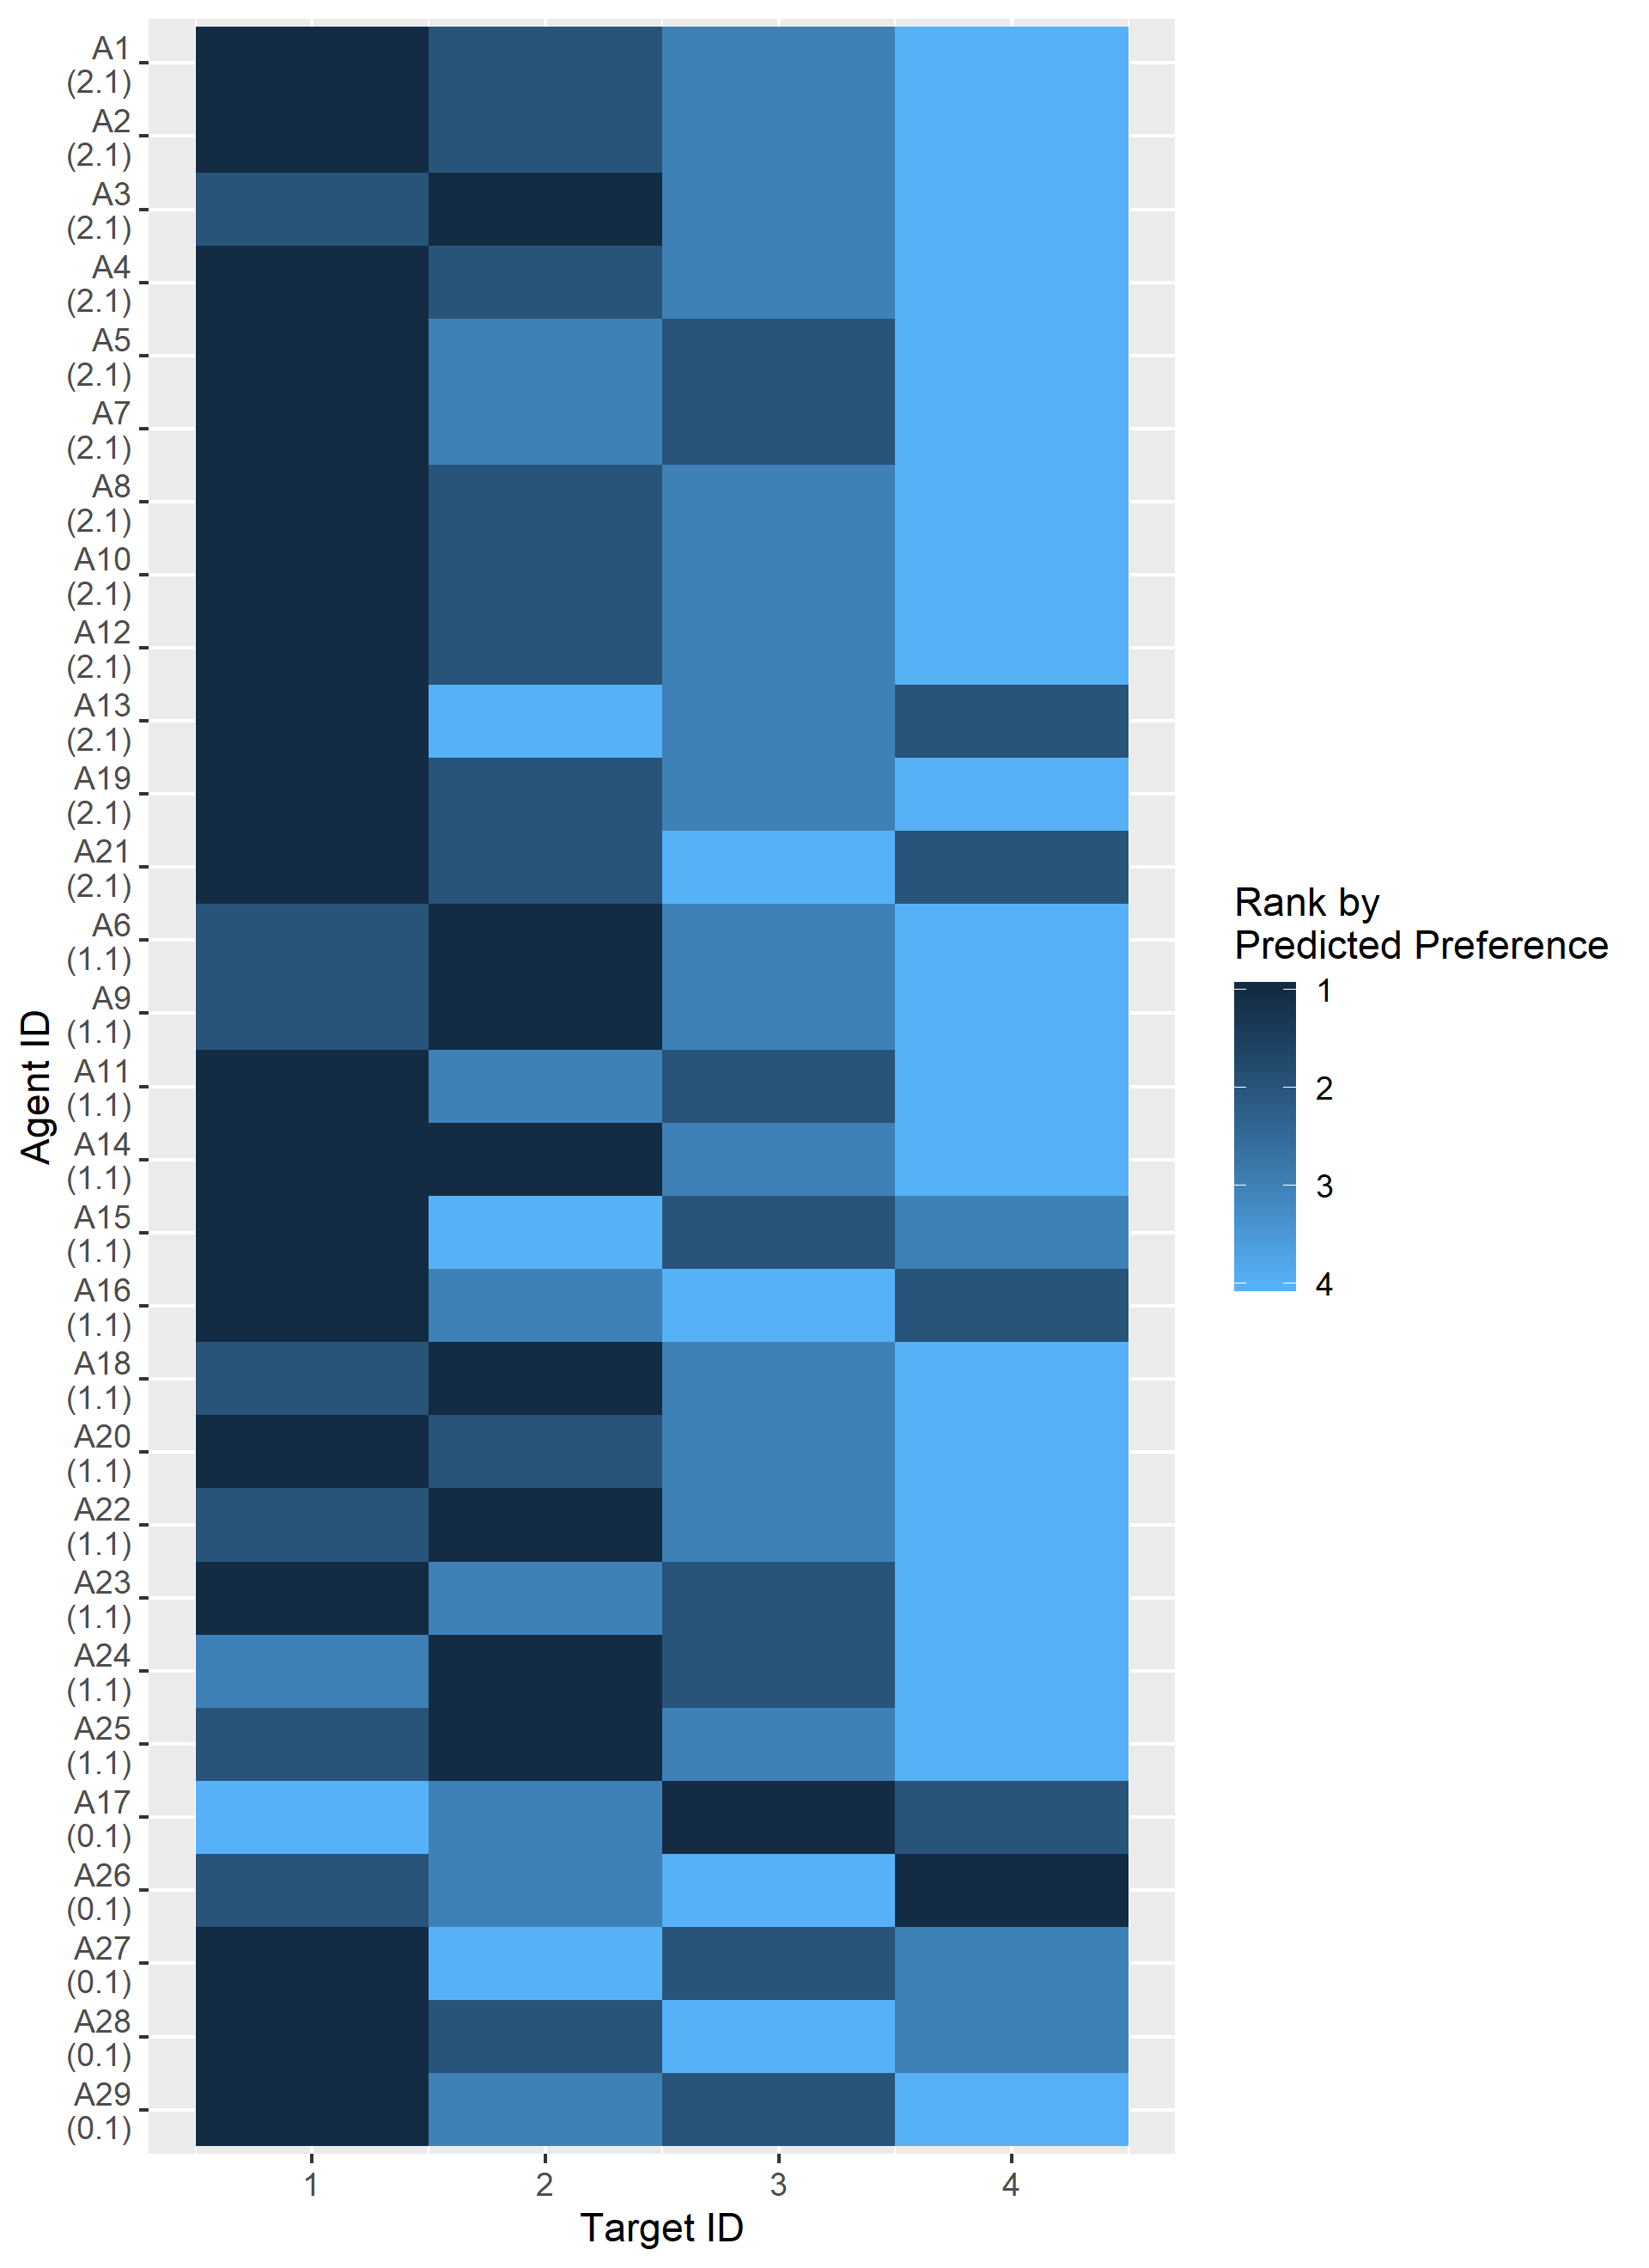 A1
(2.1)
A2
(2.1)
A3
(2.1)
A4
(2.1)
A5
(2.1)
A7
(2.1)
A8
(2.1)
A10
(2.1)
A12
(2.1)
A13
(2.1)
A19
(2.1)
A21
(2.1)
A6
(1.1)
A9
(1.1)
A11
(1.1)
A14
(1.1)
A15
(1.1)
A16
(1.1)
A18
(1.1)
A20
(1.1)
A22
(1.1)
A23
(1.1)
A24
(1.1)
A25
(1.1)
A17
(0.1)
A26
(0.1)
A27
(0.1)
A28
(0.1)
A29
(0.1)
Agent ID
1 2 3 4
Target ID
Rank by
Predicted Preference
1
2
3
4